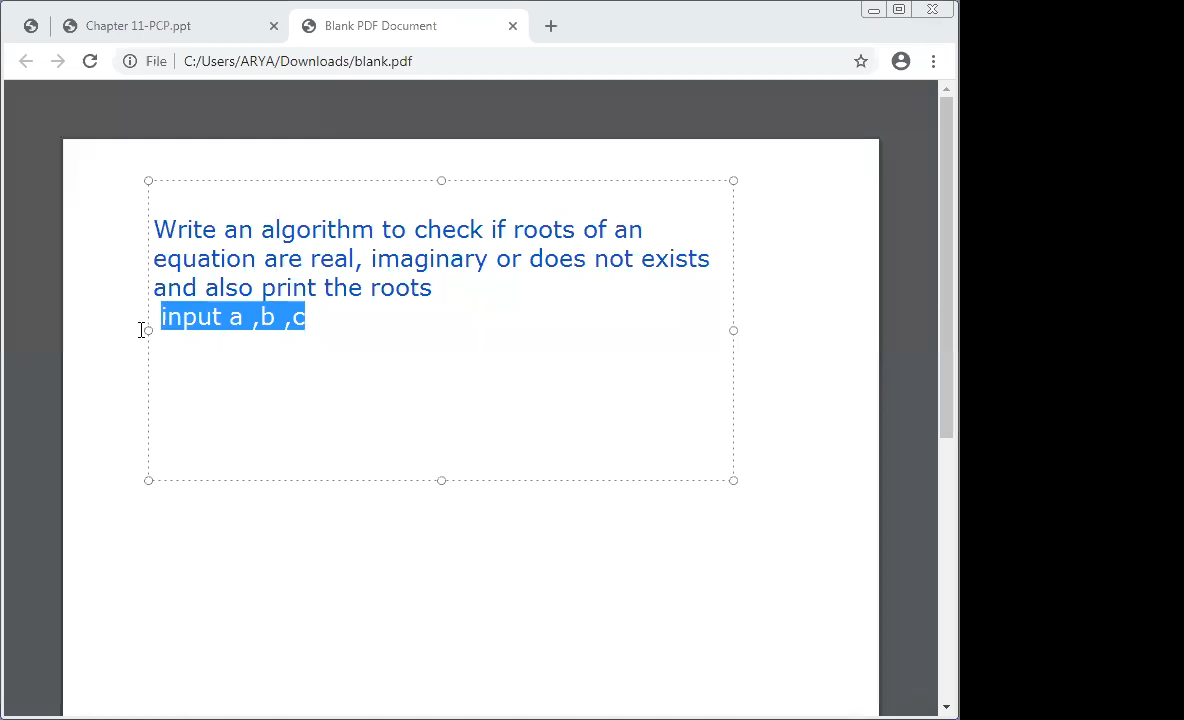 Chapter 11-PCP.ppt
Blank PDF Document
File
C:/Users/ARYA/Downloads/blank.pdf
Write an algorithm to check if roots of an
equation are real, imaginary or does not exists
and also print the roots
input a ,b ,c